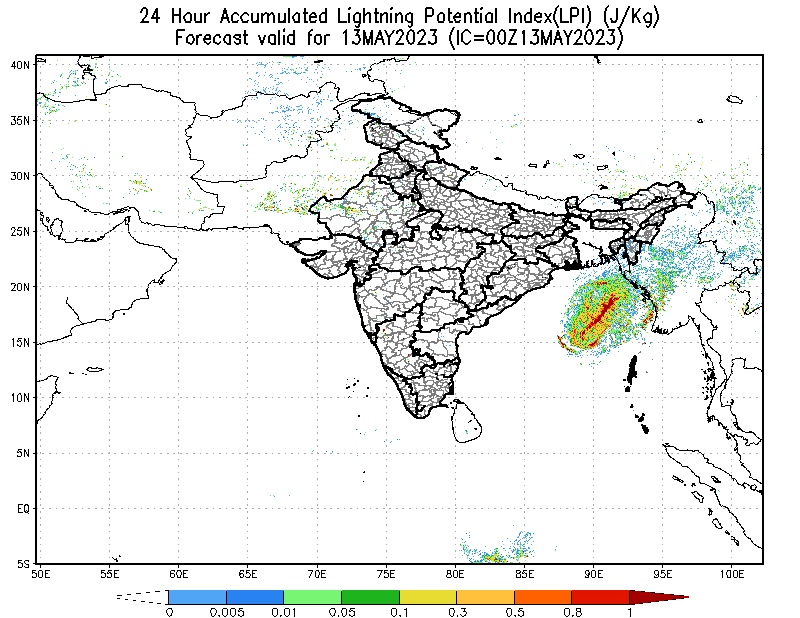 24 Hour Accumulated Lightning Potential Index(LPI) (J/Kg)
Forecast valid for 13MAY2023 (IC=00Z13MAY2023)
40N
35N
30N
25N
20N
15N
10N
5N
EQ
5S
50E 55E 60E 65E 70E 75E 80E 85E 90E 95E 100E
0 0.005 0.01 0.05 0.1 0.3 0.5 0.8 1